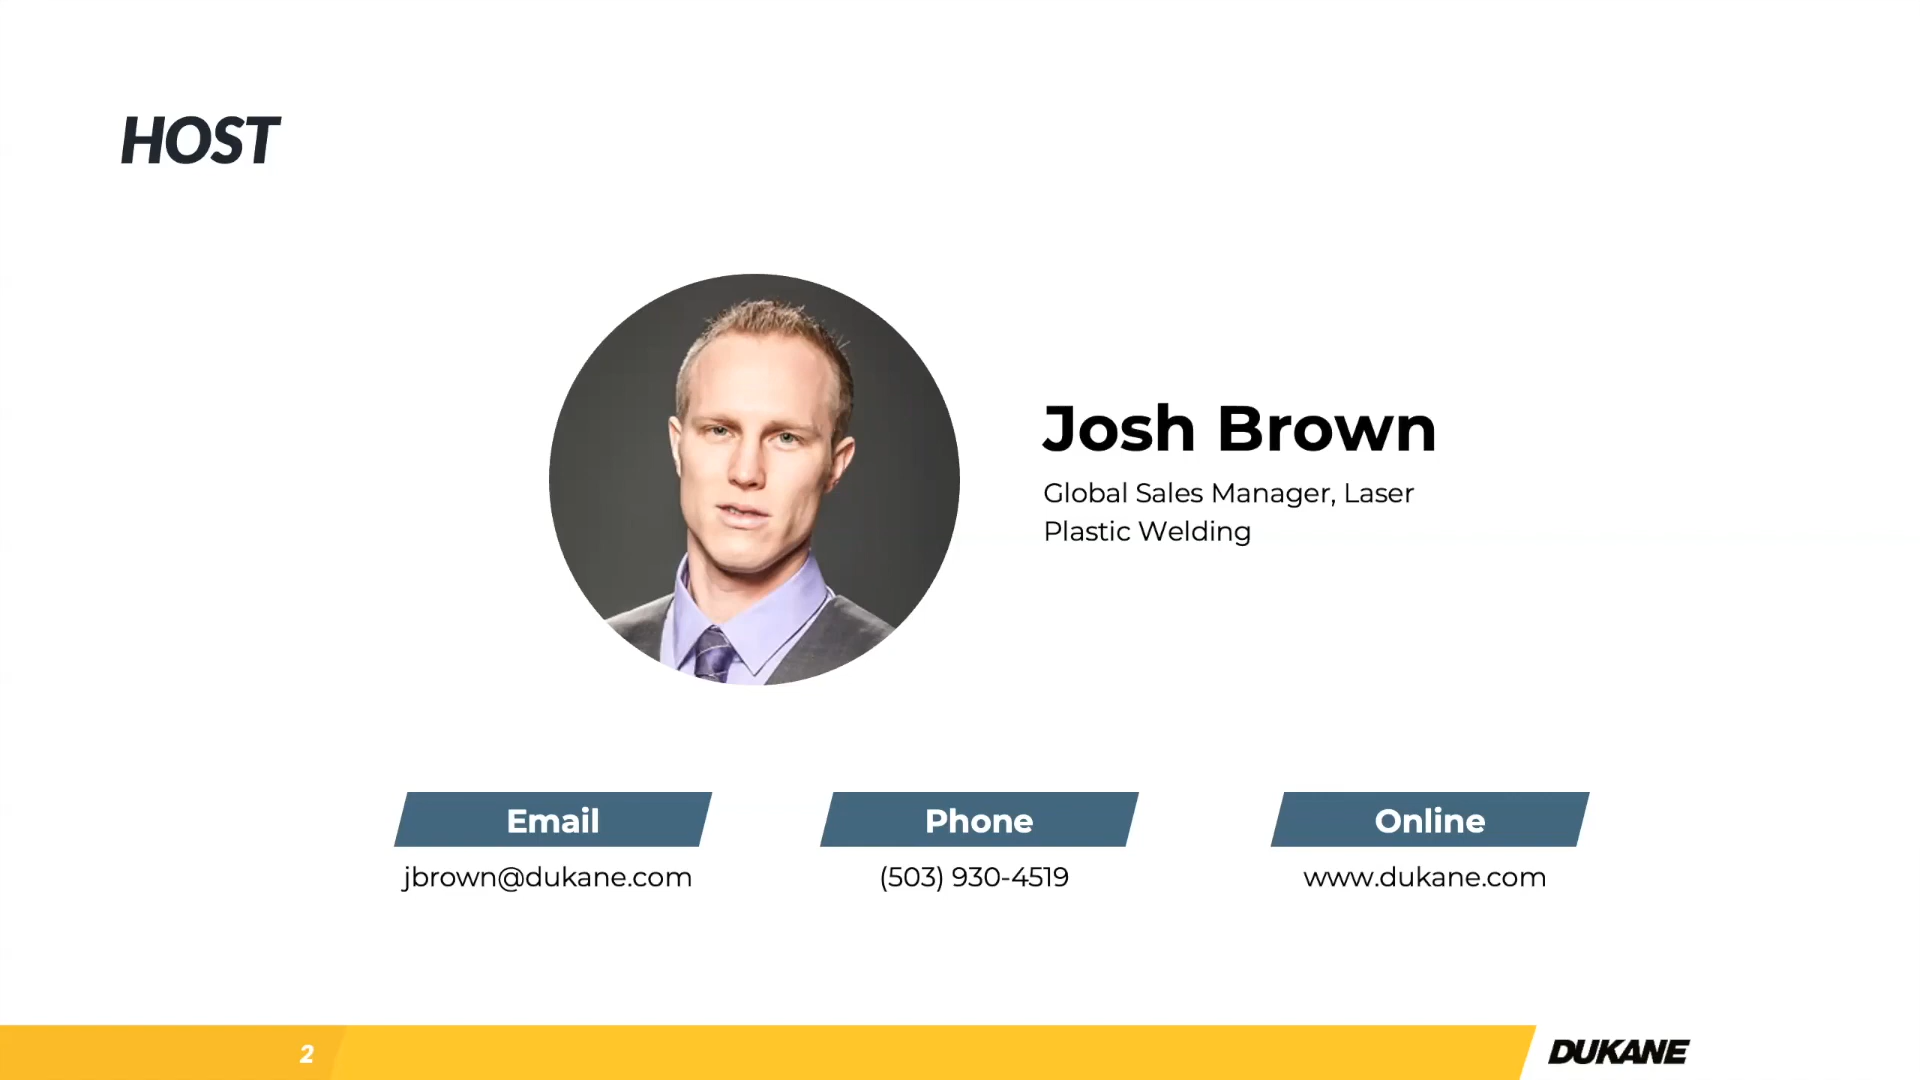 HOST
Josh Brown
Global Sales Manager, Laser
Plastic Welding
Email
Phone
Online
jbrown@dukane.com
(503) 930-4519
www.dukane.com
2
DUKANE